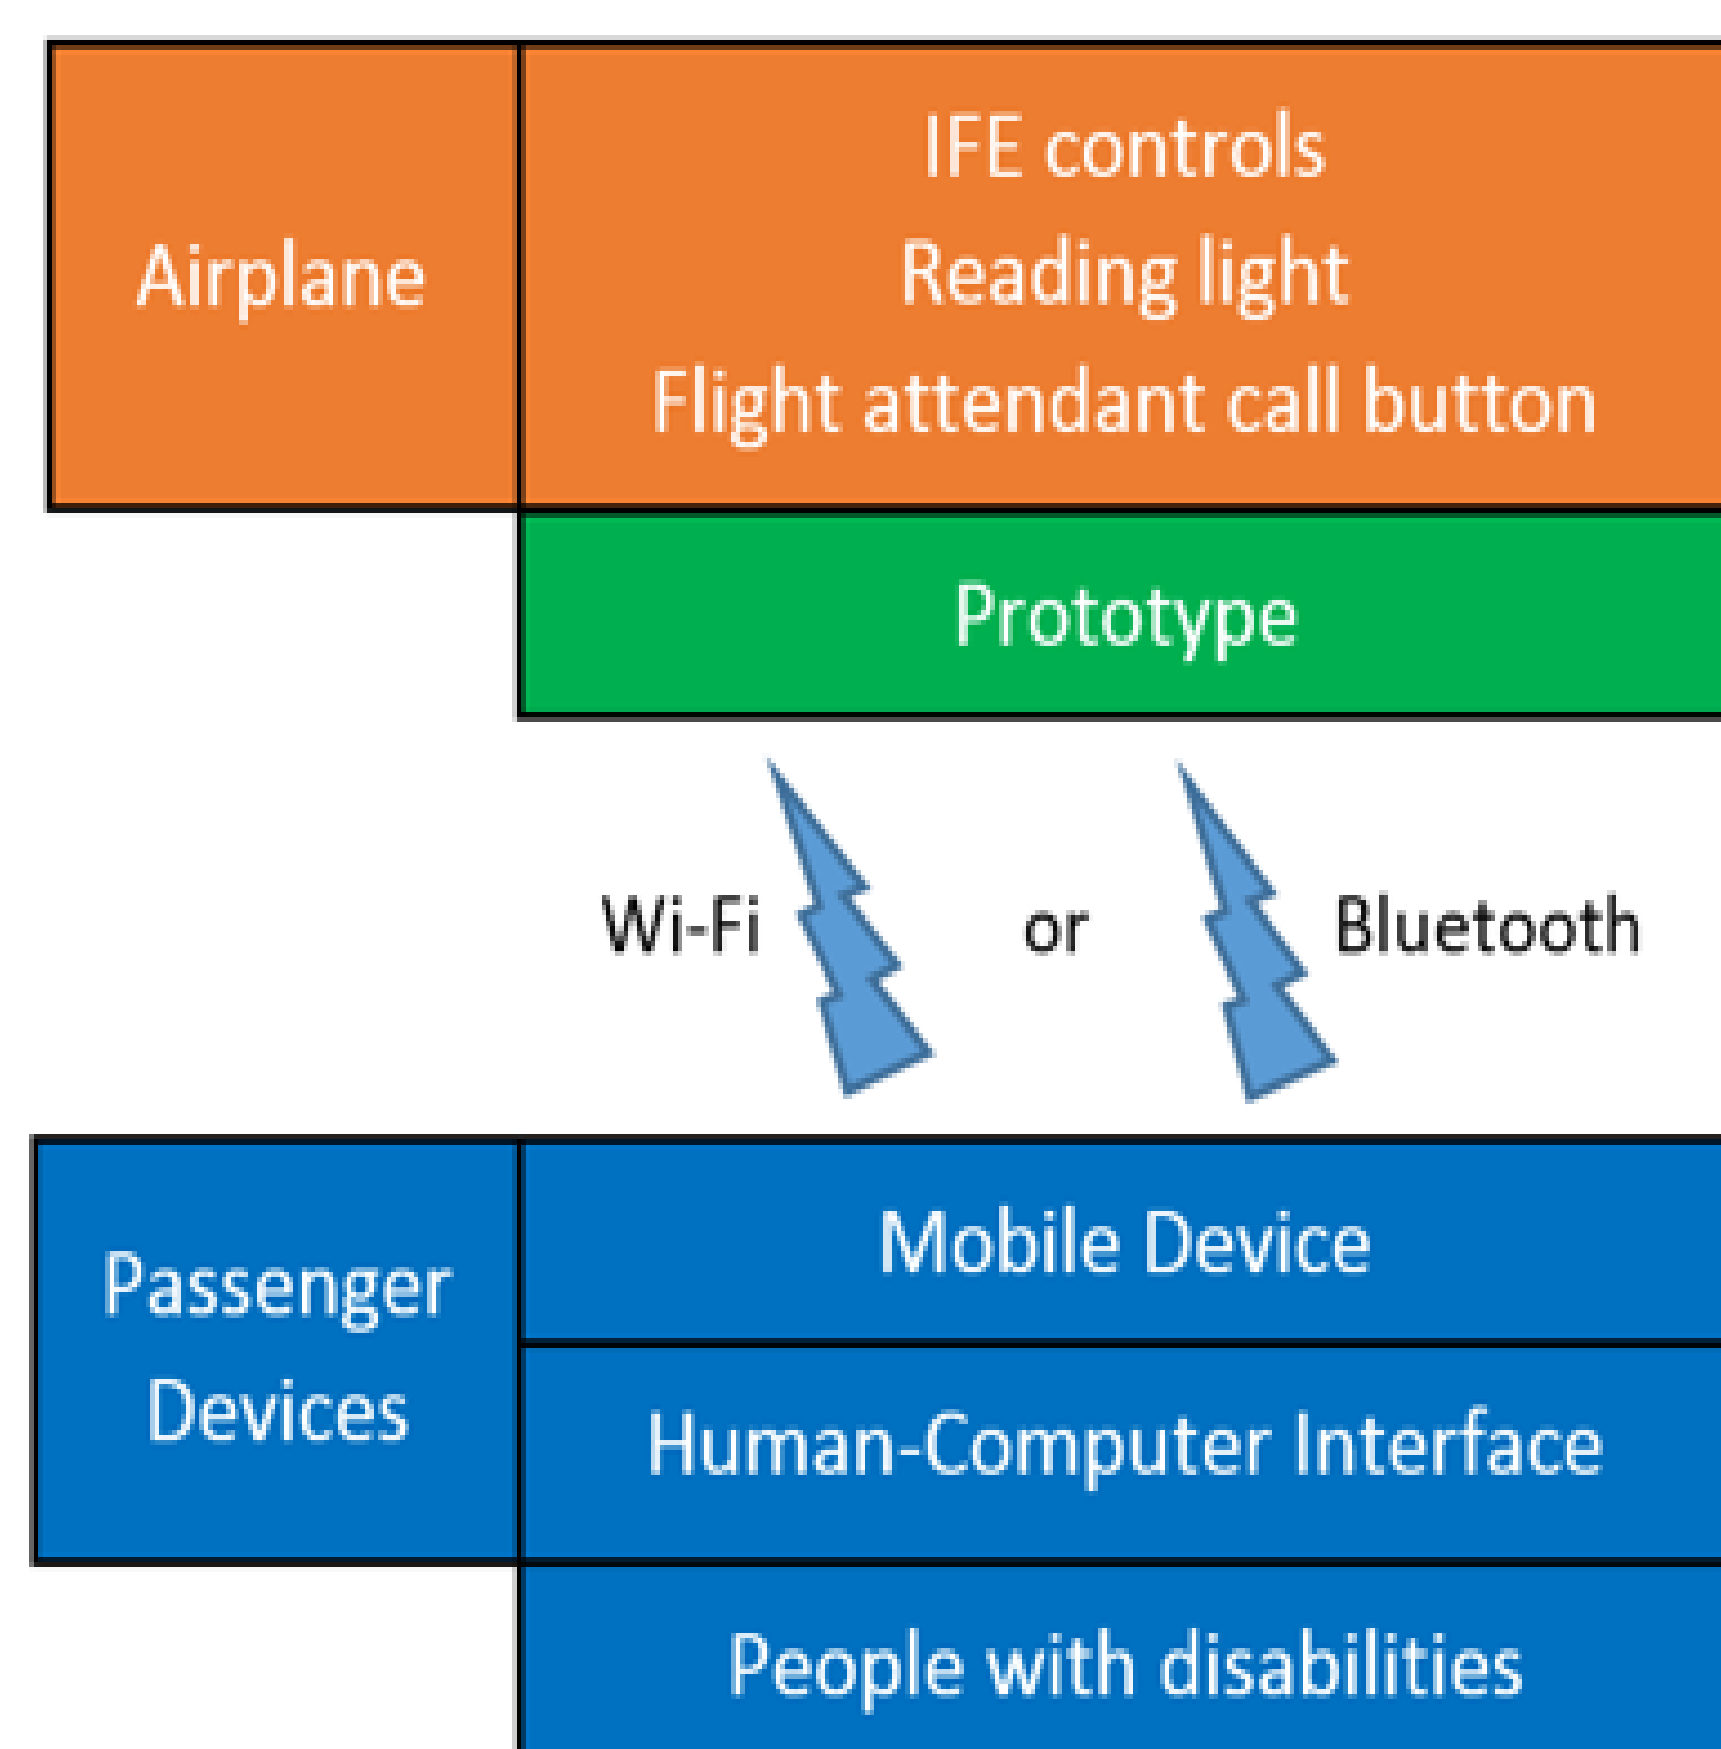 Airplane
IFE controls
Reading light
Flight attendant call button
Prototype
Wi-Fi or Bluetooth
Passenger
Devices
Mobile Device
Human-Computer Interface
People with disabilities